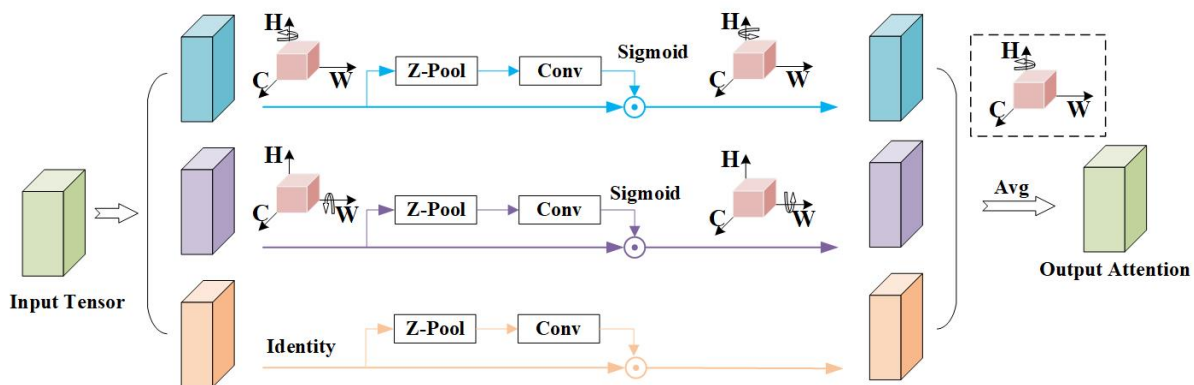 H
C
W
Z-Pool
Conv
Sigmoid
H
C
W
H
C
W
H
C
W
Z-Pool
Conv
Sigmoid
H
C
W
Avg
Input Tensor
Output Attention
Identity
Z-Pool
Conv